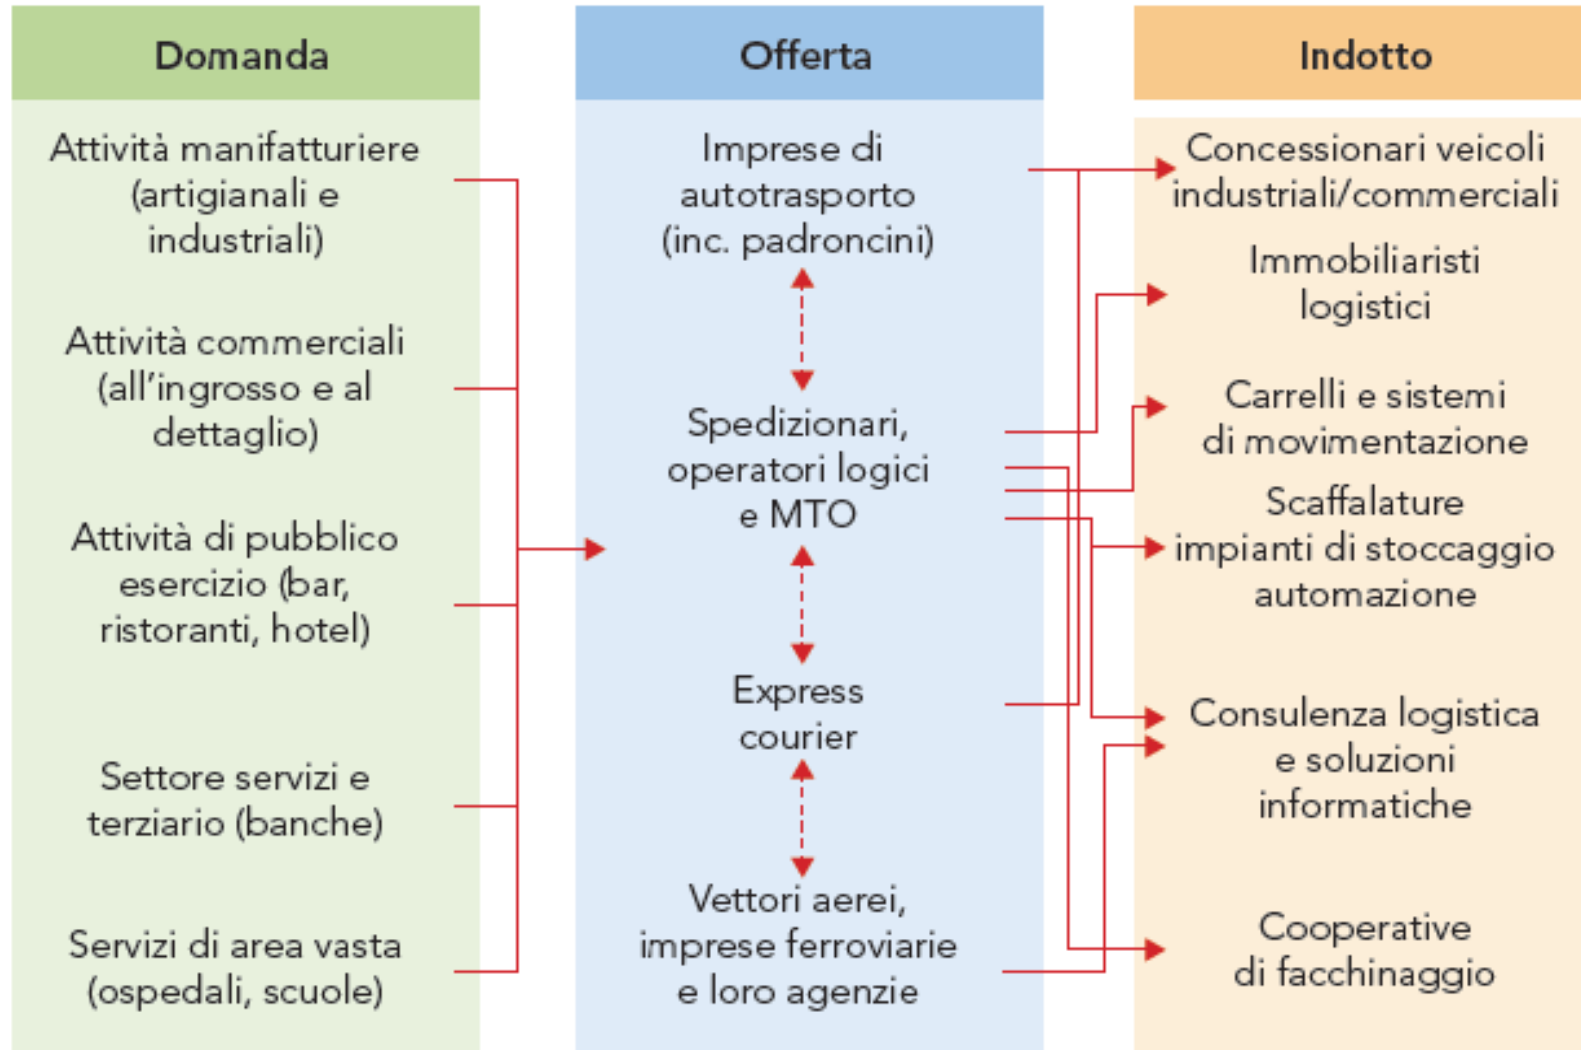 Domanda
Attività manifatturiere
(artigianali e
industriali)
Attività commerciali
(all'ingrosso e al
dettaglio)
Attività di pubblico
esercizio (bar,
ristoranti, hotel)
Settore servizi e
terziario (banche)
Servizi di area vasta
(ospedali, scuole)
Offerta
Imprese di
autotrasporto
(inc. padroncini)
Spedizionari,
operatori logici
e MTO
Express
courier
Vettori aerei,
imprese ferroviarie
e loro agenzie
Indotto
Concessionari veicoli
industriali/commerciali
Immobiliaristi
logistici
Carrelli e sistemi
di movimentazione
Scaffalature
impianti di stoccaggio
automazione
Consulenza logistica
e soluzioni
informatiche
Cooperative
di facchinaggio